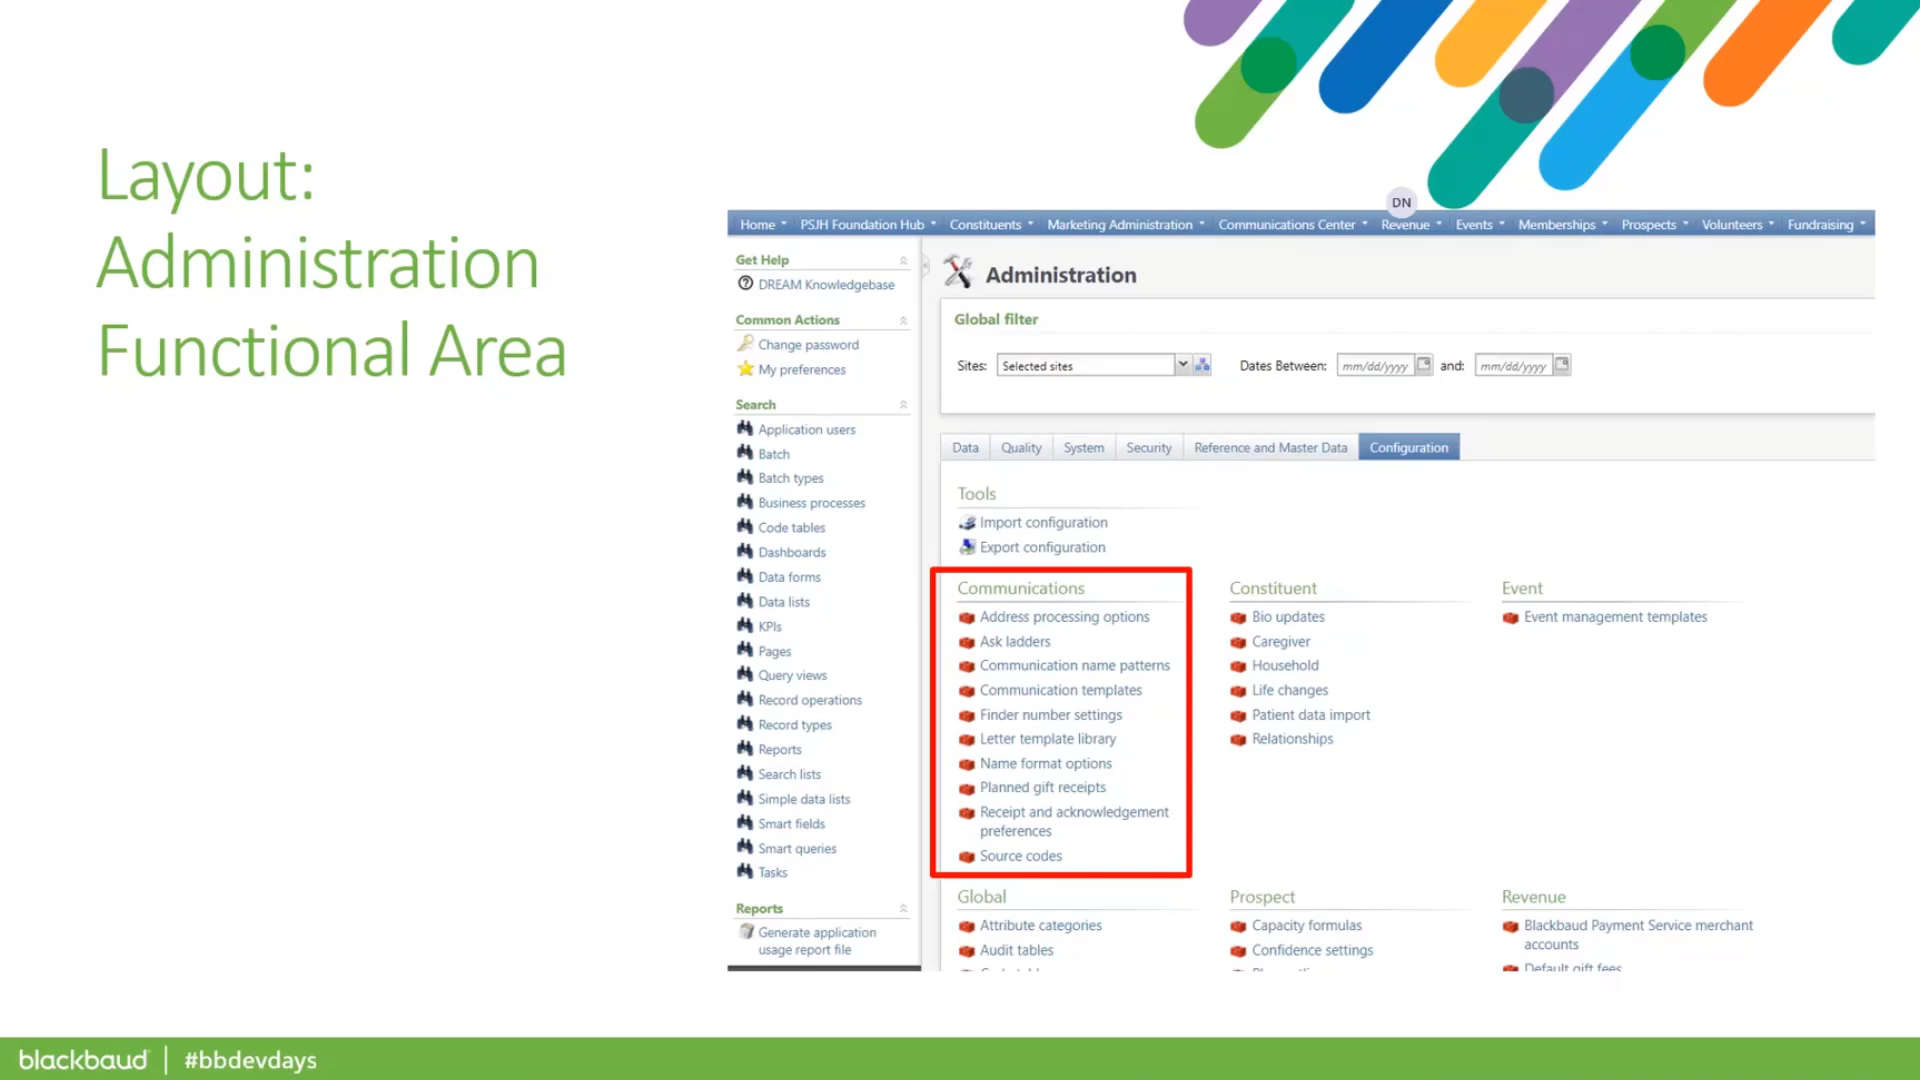 Layout:
Administration
Functional Area
DN
Home PSJH Foundation Hub Constituents Marketing Administration Communications Center Revenue Events Memberships Prospects Volunteers Fundraising
Get Help
DREAM Knowledgebase
Common Actions
Change password
My preferences
Search
Application users
Batch
Batch types
Business processes
Code tables
Dashboards
Data forms
Data lists
KPIs
Pages
Query views
Record operations
Record types
Reports
Search lists
Simple data lists
Smart fields
Smart queries
Tasks
Reports
Generate application
usage report file
Administration
Global filter
Sites: Selected sites Dates Between: mm/dd/yyyy and: mm/dd/yyyy
Data Quality System Security Reference and Master Data Configuration
Tools
Import configuration
Export configuration
Communications
Address processing options
Ask ladders
Communication name patterns
Communication templates
Finder number settings
Letter template library
Name format options
Planned gift receipts
Receipt and acknowledgement
preferences
Source codes
Constituent
Bio updates
Caregiver
Household
Life changes
Patient data import
Relationships
Event
Event management templates
Global
Attribute categories
Audit tables
Prospect
Capacity formulas
Confidence settings
Revenue
Blackbaud Payment Service merchant
accounts
Default gift fees
blackbaud #bbdevdays